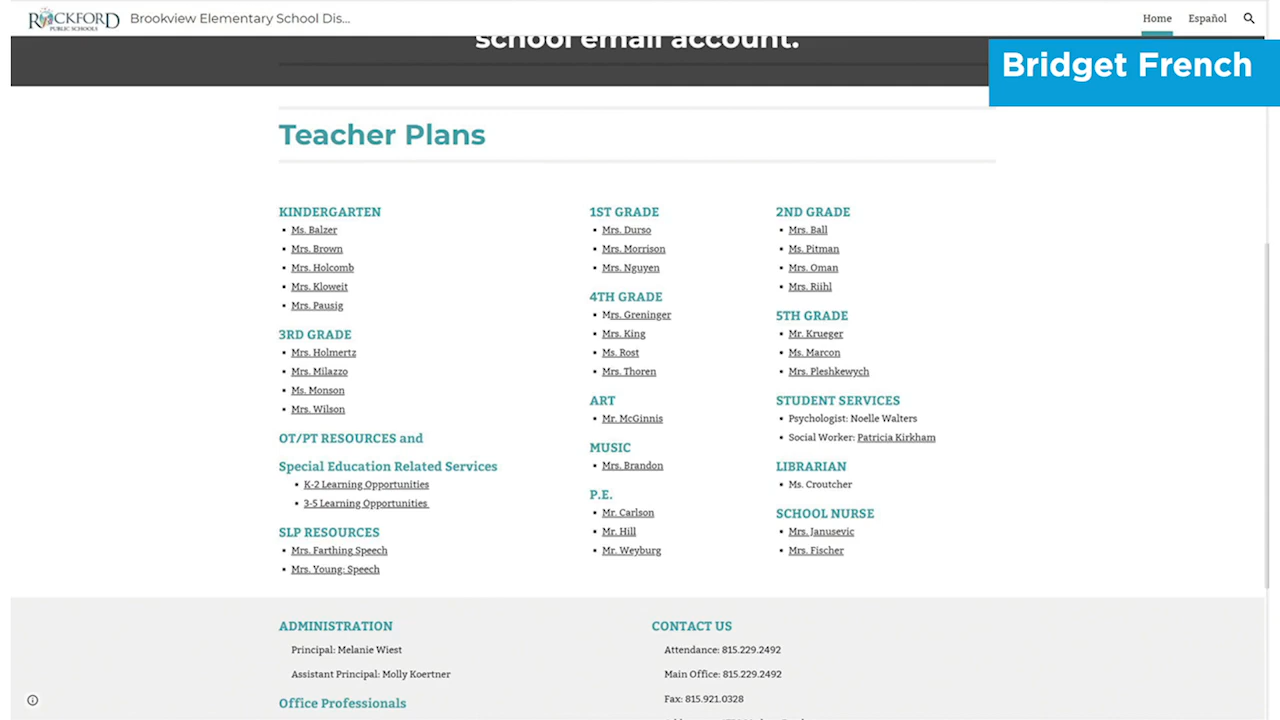 ROCKFORD
PUBLIC SCHOOLS
Brookview Elementary School Dis...
Home
Español
school email account.
Bridget French
Teacher Plans
KINDERGARTEN
Ms. Balzer
Mrs. Brown
Mrs. Holcomb
Mrs. Kloweit
Mrs. Pausig
3RD GRADE
Mrs. Holmertz
Mrs. Milazzo
Ms. Monson
Mrs. Wilson
OT/PT RESOURCES and
Special Education Related Services
K-2 Learning Opportunities
3-5 Learning Opportunities
SLP RESOURCES
Mrs. Farthing Speech
Mrs. Young: Speech
1ST GRADE
Mrs. Durso
Mrs. Morrison
Mrs. Nguyen
4TH GRADE
Mrs. Greninger
Mrs. King
Ms. Rost
Mrs. Thoren
ART
Mr. McGinnis
MUSIC
Mrs. Brandon
P.E.
Mr. Carlson
Mr. Hill
Mr. Weyburg
2ND GRADE
Mrs. Ball
Ms. Pitman
Mrs. Oman
Mrs. Riihl
5TH GRADE
Mr. Krueger
Ms. Marcon
Mrs. Pleshkewych
STUDENT SERVICES
Psychologist: Noelle Walters
Social Worker: Patricia Kirkham
LIBRARIAN
Ms. Croutcher
SCHOOL NURSE
Mrs. Janusevic
Mrs. Fischer
ADMINISTRATION
Principal: Melanie Wiest
Assistant Principal: Molly Koertner
Office Professionals
CONTACT US
Attendance: 815.229.2492
Main Office: 815.229.2492
Fax: 815.921.0328